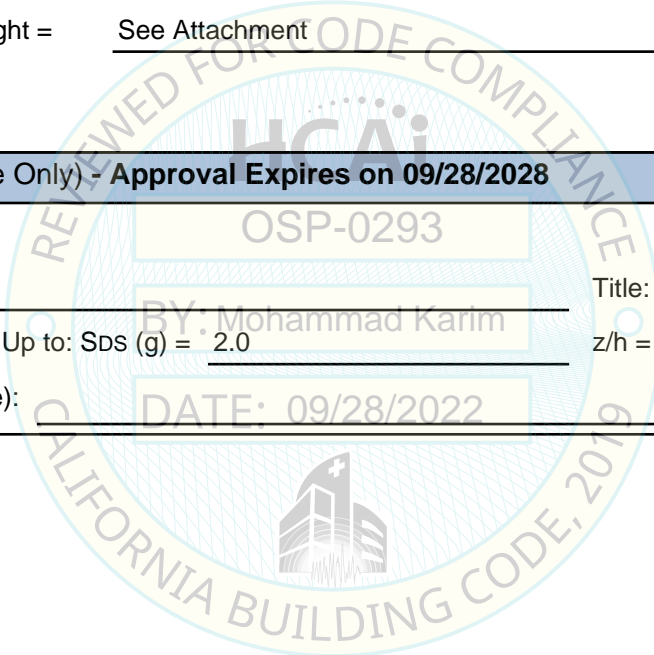 ght = See Attachment
REVIEWED FOR CODE COMPLIANCE
HCAi
e Only) - Approval Expires on 09/28/2028
OSP-0293
Title:
BY: Mohammad Karim
Up to: SDS (g) = 2.0 z/h =
e):
DATE: 09/28/2022
CALIFORNIA BUILDING CODE, 2019